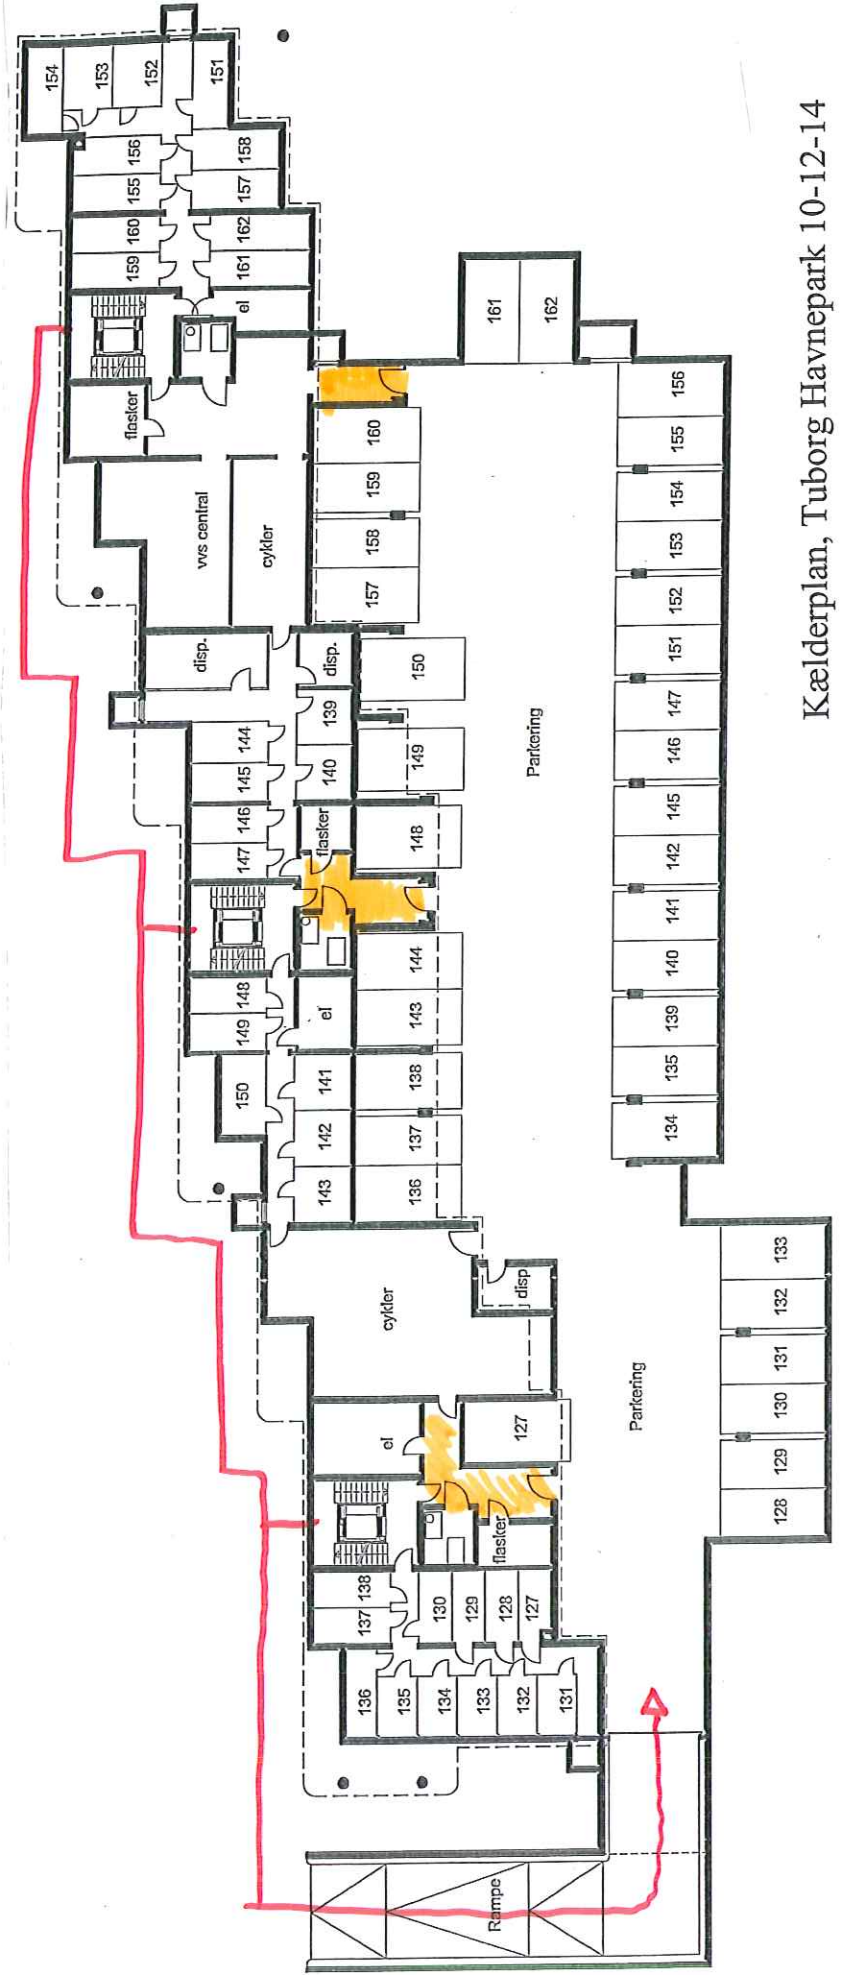 154
153
152
151
156 155 160 159
158 157 162 161
el
flasker
vvs central
cykler
disp.
disp.
144 145 146 147
139 140
flasker
148 149
150
el
141 142 143
cykler
disp
el
flasker
138 137
130 129 128 127
136 135 134 133 132 131
Rampe
161
162
160 159 158 157
150
149
148
144 143
138 137 136
127
Parkering
Parkering
156 155 154 153 152 151 147 146 145 142 141 140 139 135 134
133 132 131 130 129 128
Kælderplan, Tuborg Havnepark 10-12-14